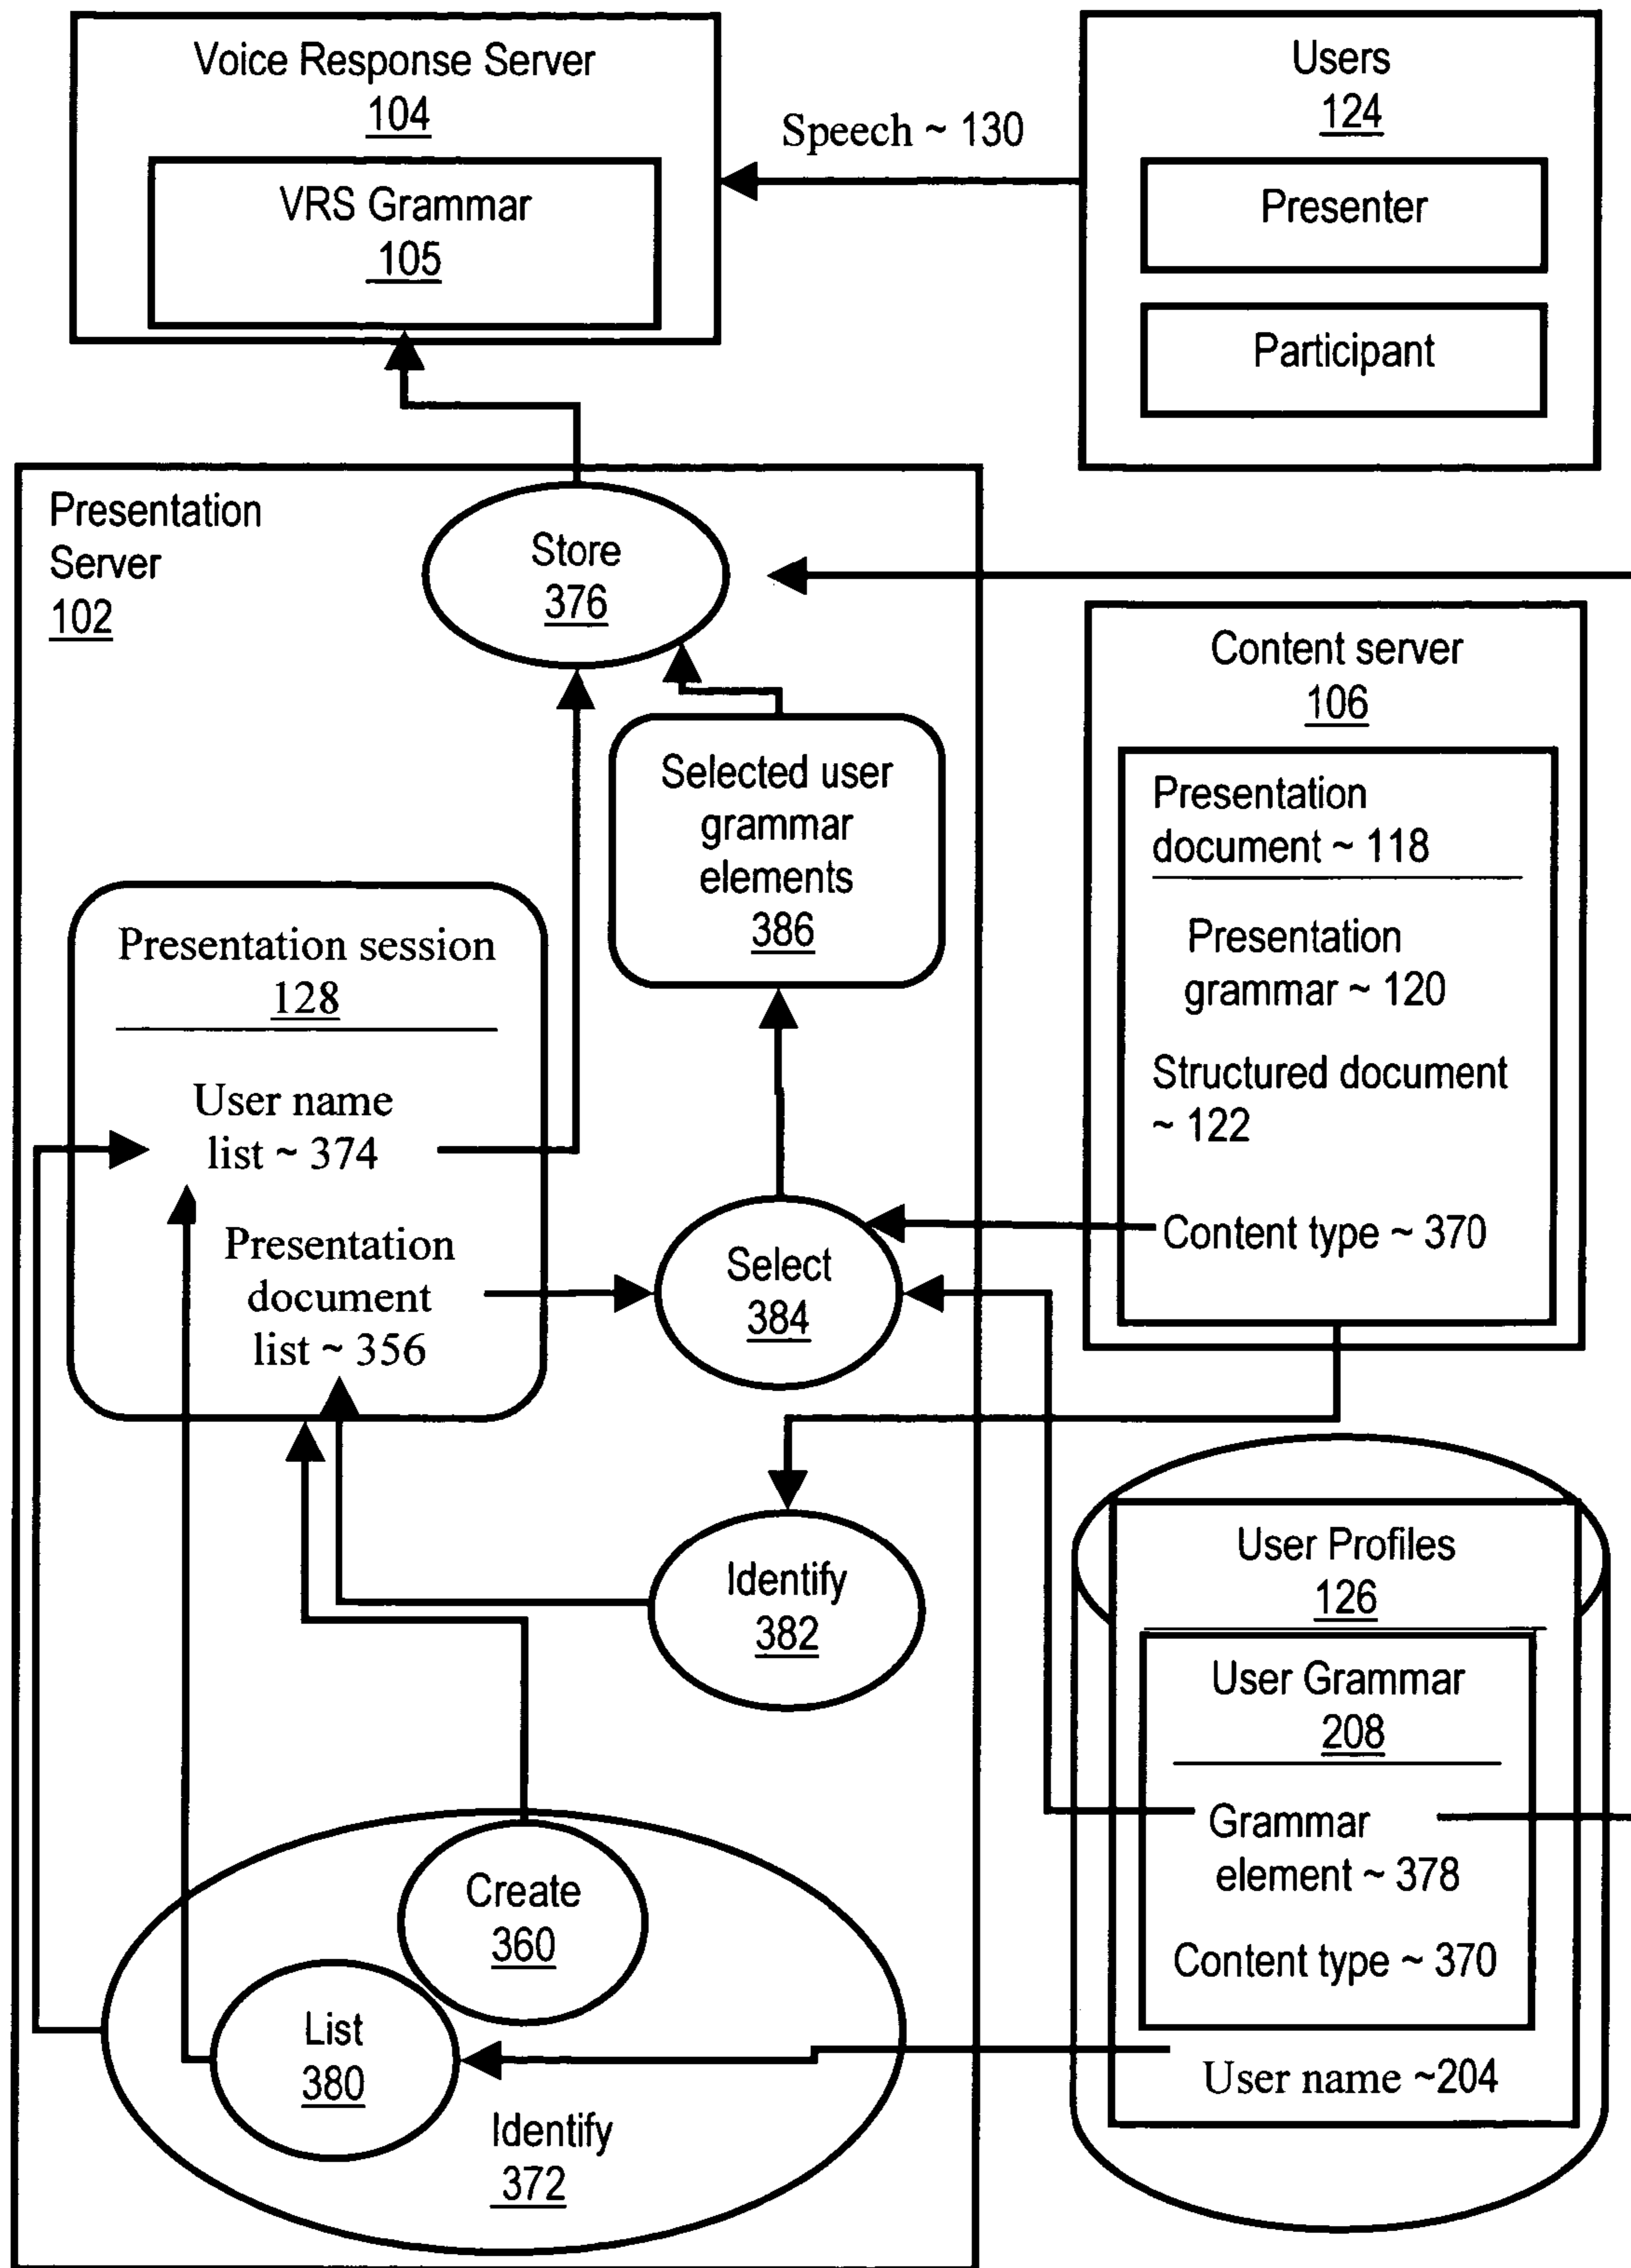 Voice Response Server
104
VRS Grammar
105
Speech ~ 130
Users
124
Presenter
Participant
Presentation
Server
102
Store
376
Selected user
grammar
elements
386
Presentation session
128
User name
list ~ 374
Presentation
document
list ~ 356
Select
384
Identify
382
Create
360
List
380
Identify
372
Content server
106
Presentation
document ~ 118
Presentation
grammar ~ 120
Structured document
~ 122
Content type ~ 370
User Profiles
126
User Grammar
208
Grammar
element ~ 378
Content type ~ 370
User name ~204